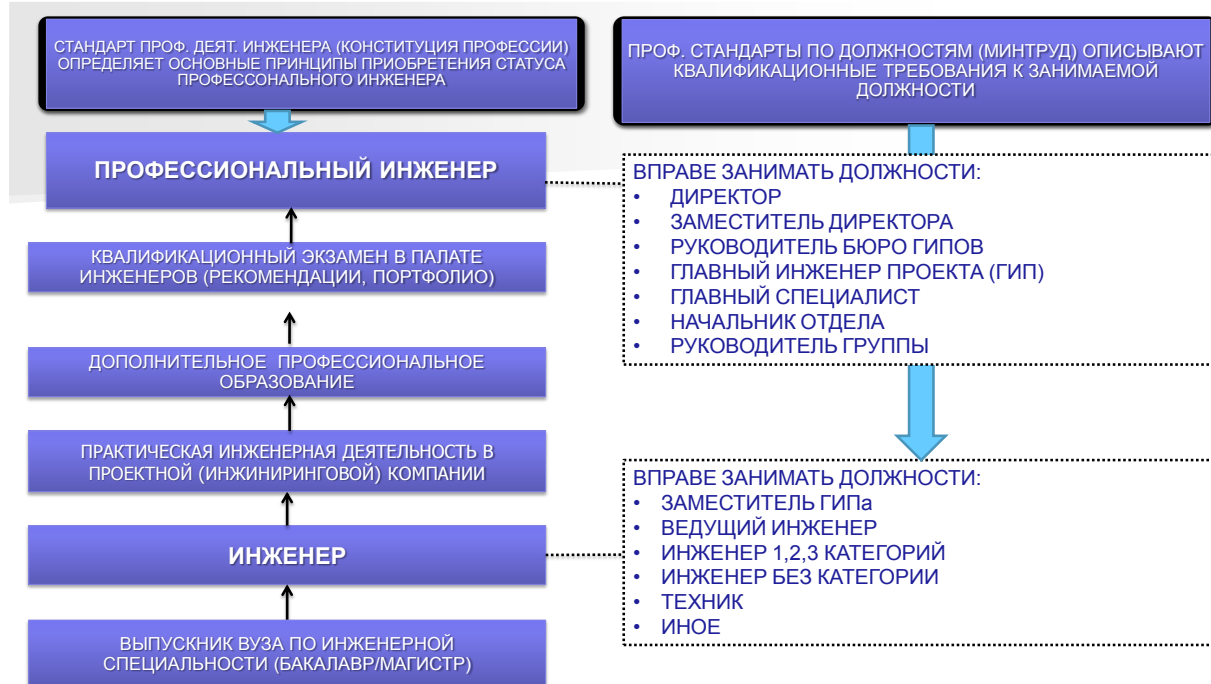 СТАНДАРТ ПРОФ. ДЕЯТ. ИНЖЕНЕРА (КОНСТИТУЦИЯ ПРОФЕССИИ)
ОПРЕДЕЛЯЕТ ОСНОВНЫЕ ПРИНЦИПЫ ПРИОБРЕТЕНИЯ СТАТУСА
ПРОФЕССОНАЛЬНОГО ИНЖЕНЕРА
ПРОФЕССИОНАЛЬНЫЙ ИНЖЕНЕР
КВАЛИФИКАЦИОННЫЙ ЭКЗАМЕН В ПАЛАТЕ
ИНЖЕНЕРОВ (РЕКОМЕНДАЦИИ, ПОРТФОЛИО)
ДОПОЛНИТЕЛЬНОЕ ПРОФЕССИОНАЛЬНОЕ
ОБРАЗОВАНИЕ
ПРАКТИЧЕСКАЯ ИНЖЕНЕРНАЯ ДЕЯТЕЛЬНОСТЬ В
ПРОЕКТНОЙ (ИНЖИНИРИНГОВОЙ) КОМПАНИИ
ИНЖЕНЕР
ВЫПУСКНИК ВУЗА ПО ИНЖЕНЕРНОЙ
СПЕЦИАЛЬНОСТИ (БАКАЛАВР/МАГИСТР)
ПРОФ. СТАНДАРТЫ ПО ДОЛЖНОСТЯМ (МИНТРУД) ОПИСЫВАЮТ
КВАЛИФИКАЦИОННЫЕ ТРЕБОВАНИЯ К ЗАНИМАЕМОЙ
ДОЛЖНОСТИ
ВПРАВЕ ЗАНИМАТЬ ДОЛЖНОСТИ:
• ДИРЕКТОР
• ЗАМЕСТИТЕЛЬ ДИРЕКТОРА
• РУКОВОДИТЕЛЬ БЮРО ГИПОВ
• ГЛАВНЫЙ ИНЖЕНЕР ПРОЕКТА (ГИП)
• ГЛАВНЫЙ СПЕЦИАЛИСТ
• НАЧАЛЬНИК ОТДЕЛА
• РУКОВОДИТЕЛЬ ГРУППЫ
ВПРАВЕ ЗАНИМАТЬ ДОЛЖНОСТИ:
• ЗАМЕСТИТЕЛЬ ГИПа
• ВЕДУЩИЙ ИНЖЕНЕР
• ИНЖЕНЕР 1,2,3 КАТЕГОРИЙ
• ИНЖЕНЕР БЕЗ КАТЕГОРИИ
• ТЕХНИК
• ИНОЕ